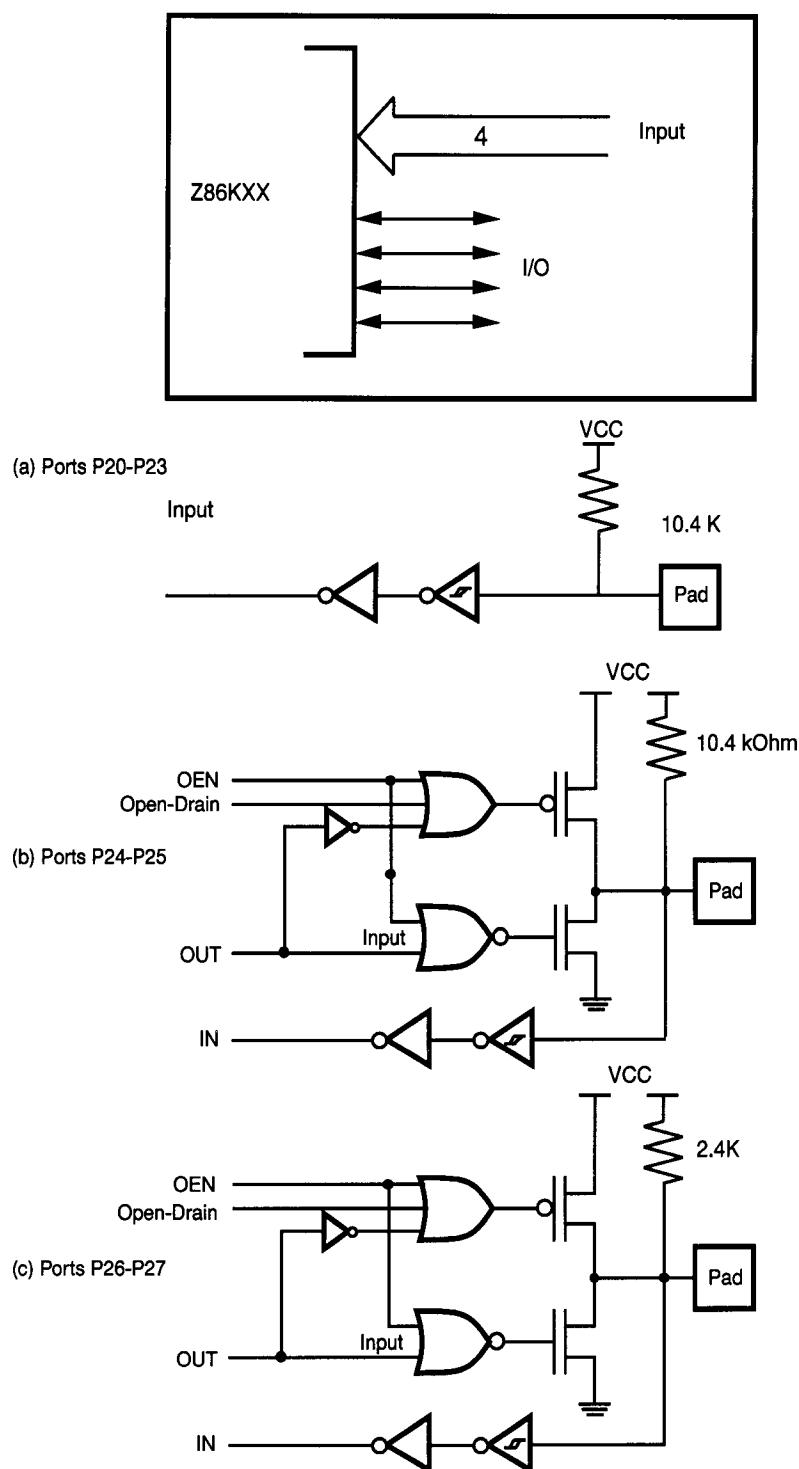 Z86KXX
4
Input
I/O
(a) Ports P20-P23
Input
VCC
10.4 K
Pad
VCC
10.4 kOhm
OEN
Open-Drain
(b) Ports P24-P25
Input
OUT
Pad
IN
VCC
2.4K
OEN
Open-Drain
(c) Ports P26-P27
Input
OUT
Pad
IN